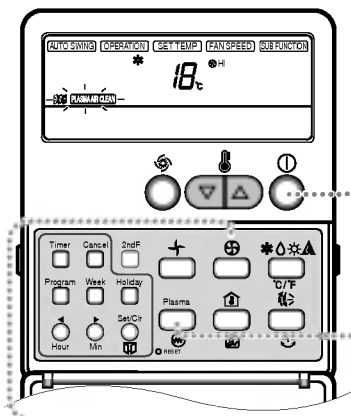 AUTO SWING OPERATION SET TEMP FAN SPEED SUB FUNCTION
18°C HI
PLASMA AIR CLEAN
Timer Cancel 2ndF
Program Week Holiday
°C/°F
Plasma
Set/Clr
Hour Min
RESET